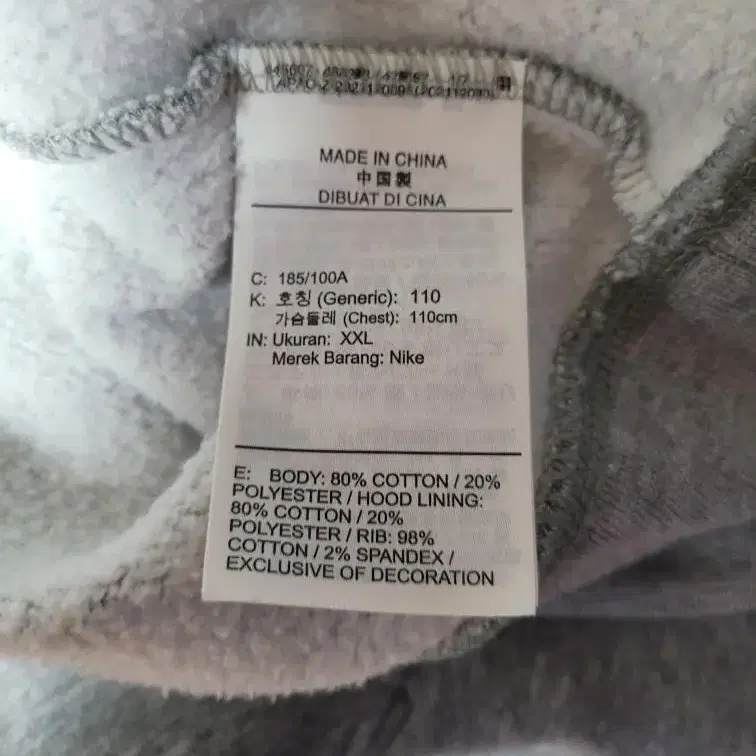 MADE IN CHINA
中国製
DIBUAT DI CINA
C: 185/100A
K: 호칭 (Generic): 110
가슴둘레 (Chest): 110cm
IN: Ukuran: XXL
Merek Barang: Nike
E: BODY: 80% COTTON / 20%
POLYESTER / HOOD LINING:
80% COTTON / 20%
POLYESTER / RIB: 98%
COTTON / 2% SPANDEX /
EXCLUSIVE OF DECORATION